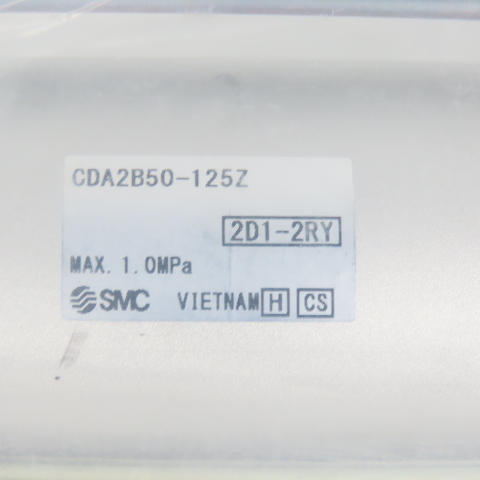 CDA2B50-125Z
2D1-2RY
MAX. 1.0MPa
SMC VIETNAM H CS